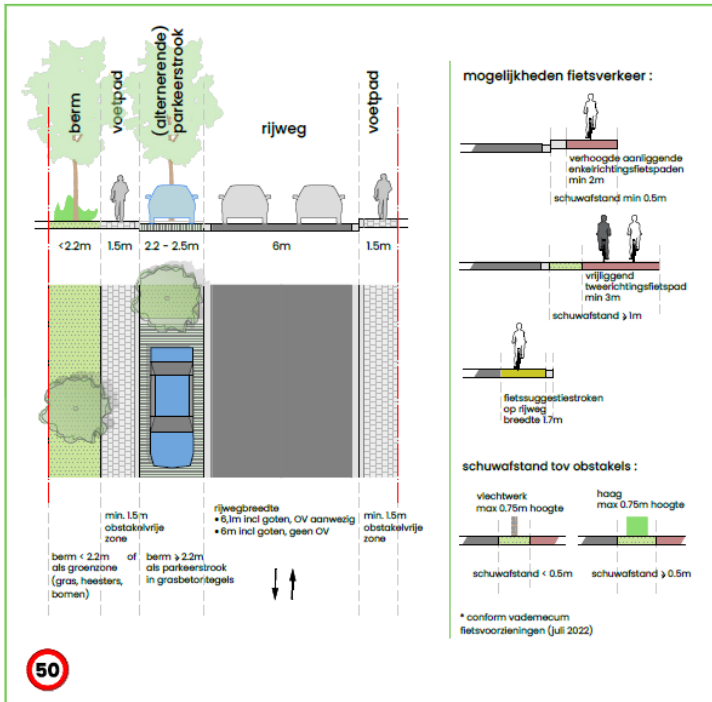 berm
voetpad
(alternerende)
parkeerstrook
rijweg
voetpad
<2.2m
1.5m
2.2 - 2.5m
6m
1.5m
min. 1.5m
obstakelvrije
zone
berm < 2.2m of
als groenzone
(gras, heesters,
bomen)
berm ⩾ 2.2m
als parkeerstrook
in grasbetontegels
rijwegbreedte
• 6,1m incl goten, OV aanwezig
• 6m incl goten, geen OV
min. 1.5m
obstakelvrije
zone
50
mogelijkheden fietsverkeer :
verhoogde aanliggende
enkelrichtingsfietspaden
min 2m
schuwafstand min 0.5m
vrijliggend
tweerichtingsfietspad
min 3m
schuwafstand ⩾ 1m
fietssuggestiestroken
op rijweg
breedte 1.7m
schuwafstand tov obstakels :
vlechtwerk
max 0.75m hoogte
haag
max 0.75m hoogte
schuwafstand < 0.5m
schuwafstand ⩾ 0.5m
* conform vademecum
fietsvoorzieningen (juli 2022)